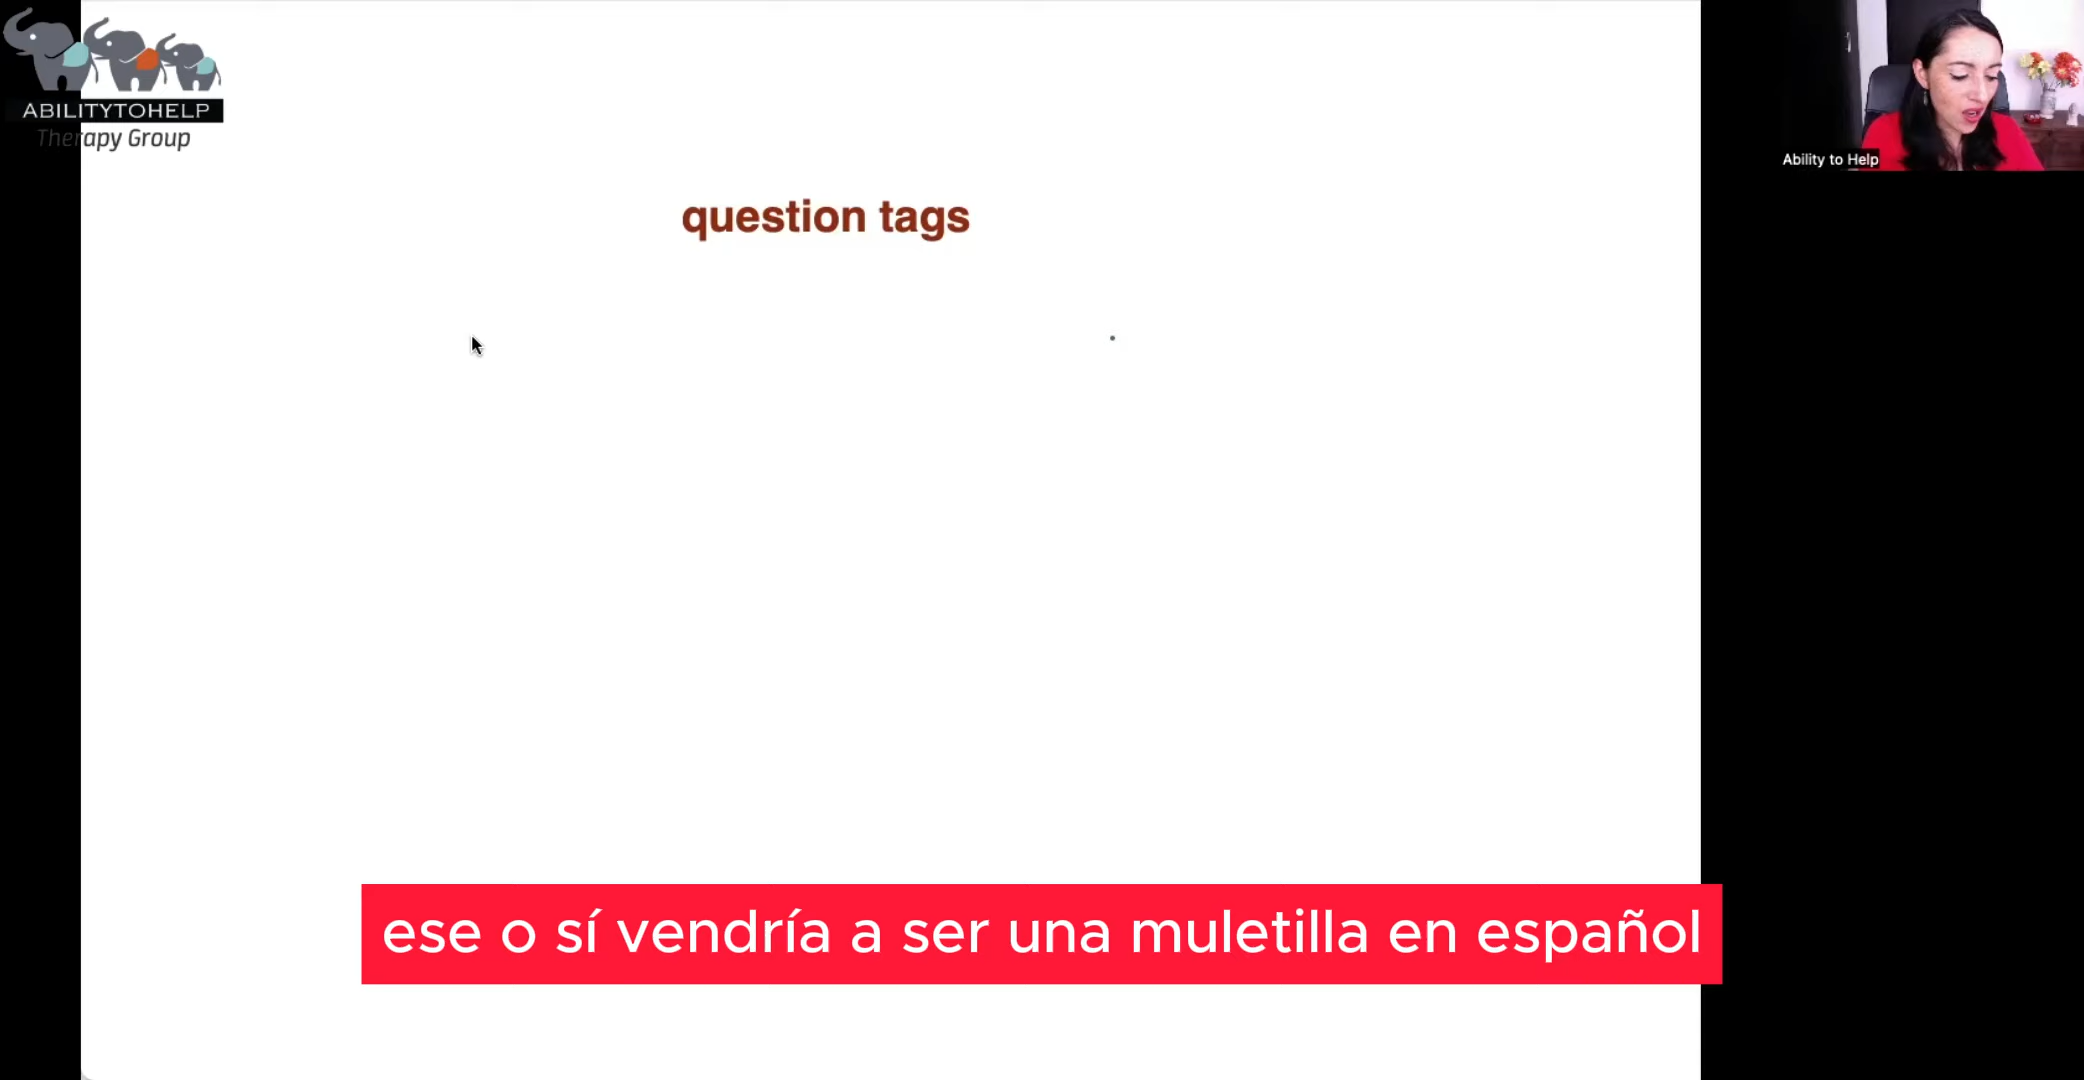 ABILITYTOHELP
Therapy Group
Ability to Help
question tags
ese o sí vendría a ser una muletilla en español